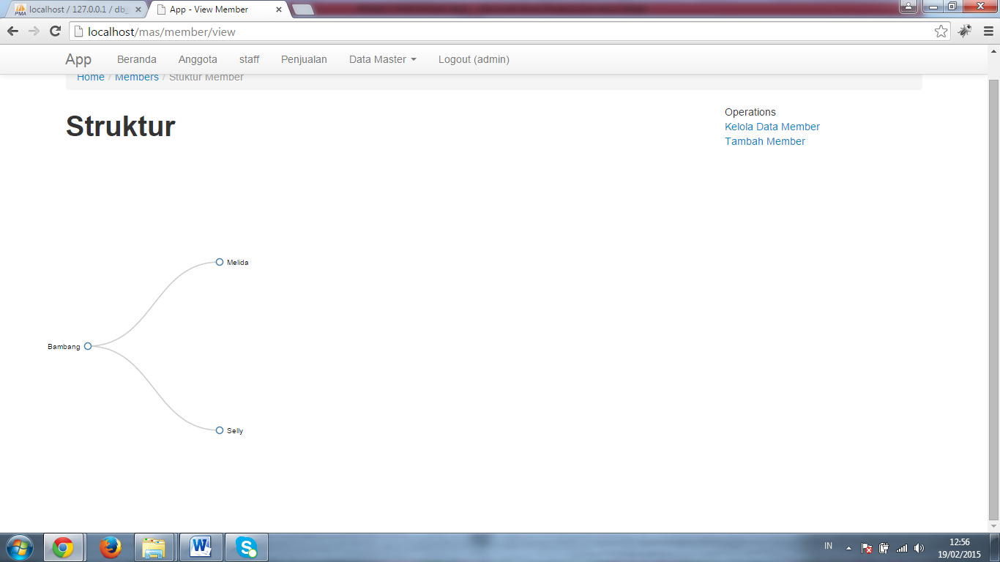 localhost / 127.0.0.1 / db_
App - View Member
localhost/mas/member/view
App Beranda Anggota staff Penjualan Data Master Logout (admin)
Home / Members / Stuktur Member
Struktur
Operations
Kelola Data Member
Tambah Member
Melida
Bambang
Selly
IN
12:56
19/02/2015